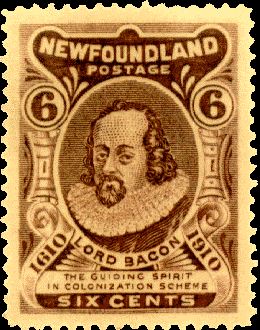 NEWFOUNDLAND
POSTAGE
6 6
1610 LORD BACON 1910
THE GUIDING SPIRIT
IN COLONIZATION SCHEME
SIX CENTS